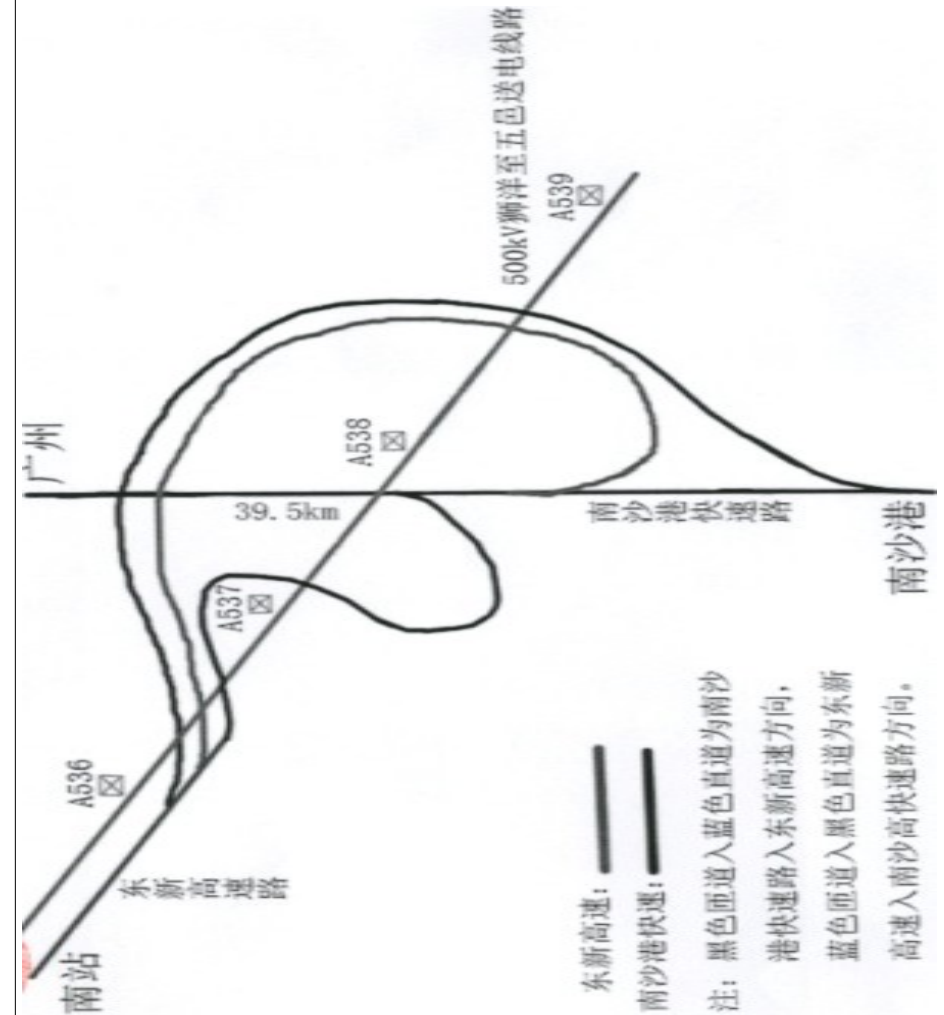 广州
500kV狮洋至五邑送电线路
A539
A538
39.5km
A537
A536
南沙港快速路
南沙港
东新高速路
南站
东新高速：
南沙港快速：
注：黑色匝道入蓝色直道为南沙
港快速路入东新高速方向，
蓝色匝道入黑色直道为东新
高速入南沙高快速路方向。